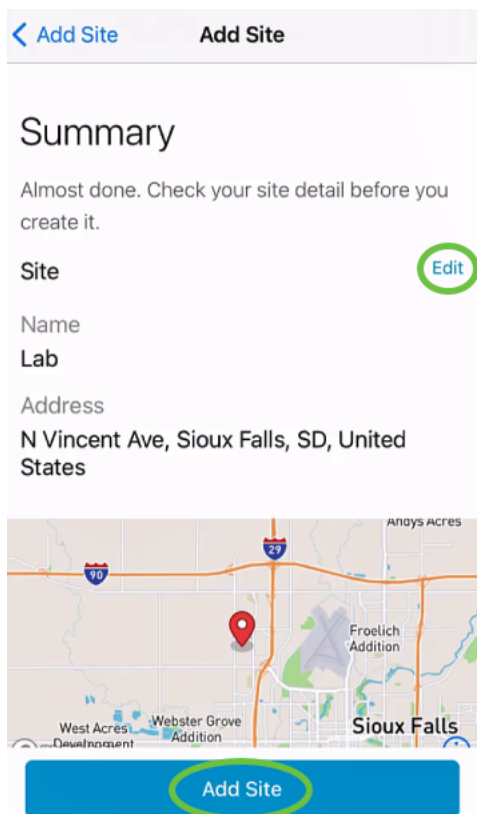 Add Site
Add Site
Summary
Almost done. Check your site detail before you
create it.
Site
Edit
Name
Lab
Address
N Vincent Ave, Sioux Falls, SD, United
States
Andys Acres
29
90
Froelich
Addition
West Acres
Development
Webster Grove
Addition
Sioux Falls
Add Site